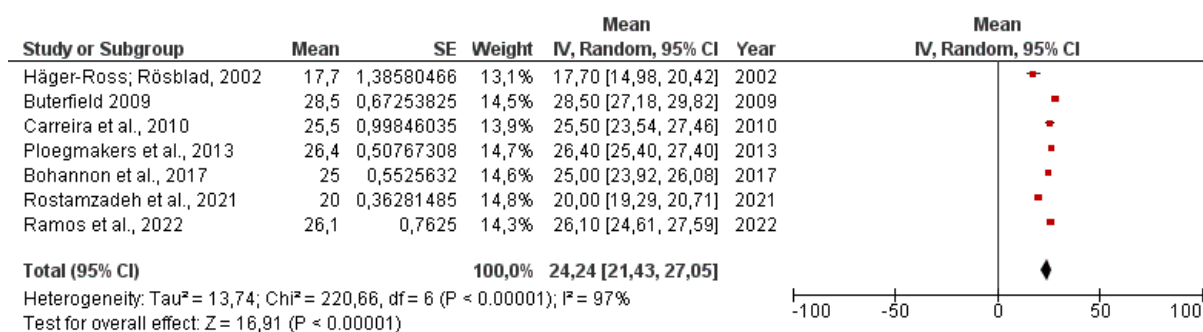 Mean Mean
Study or Subgroup Mean SE Weight IV, Random, 95% CI Year IV, Random, 95% CI
Häger-Ross; Rösblad, 2002 17,7 1,38580466 13,1% 17,70 [14,98, 20,42] 2002
Buterfield 2009 28,5 0,67253825 14,5% 28,50 [27,18, 29,82] 2009
Carreira et al., 2010 25,5 0,99846035 13,9% 25,50 [23,54, 27,46] 2010
Ploegmakers et al., 2013 26,4 0,50767308 14,7% 26,40 [25,40, 27,40] 2013
Bohannon et al., 2017 25 0,5525632 14,6% 25,00 [23,92, 26,08] 2017
Rostamzadeh et al., 2021 20 0,36281485 14,8% 20,00 [19,29, 20,71] 2021
Ramos et al., 2022 26,1 0,7625 14,3% 26,10 [24,61, 27,59] 2022
Total (95% CI) 100,0% 24,24 [21,43, 27,05]
Heterogeneity: Tau² = 13,74; Chi² = 220,66, df = 6 (P < 0.00001); I² = 97%
Test for overall effect: Z = 16,91 (P < 0.00001)
-100 -50 0 50 100